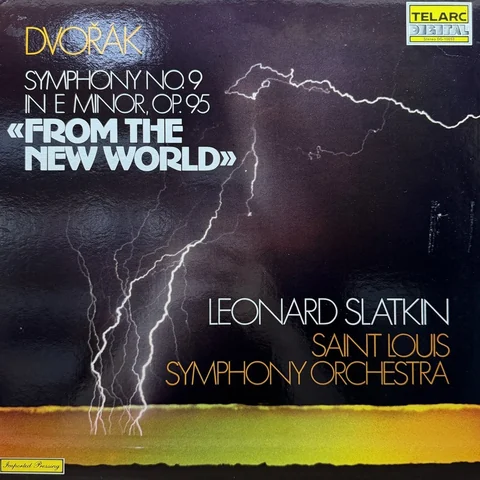 DVOŘÁK
TELARC
DIGITAL
SYMPHONY NO. 9
IN E MINOR, OP. 95
«FROM THE
NEW WORLD»
LEONARD SLATKIN
SAINT LOUIS
SYMPHONY ORCHESTRA
Imported Pressing